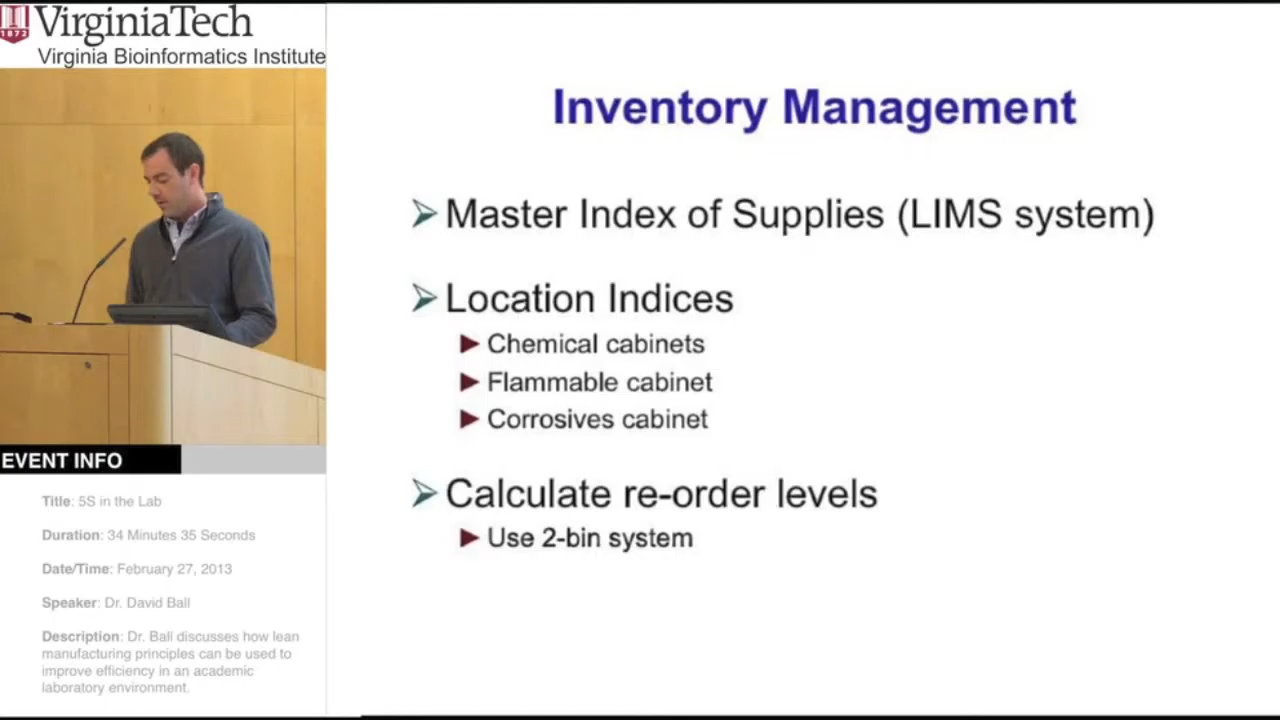 VirginiaTech
1872
Virginia Bioinformatics Institute
EVENT INFO
Title: 5S in the Lab
Duration: 34 Minutes 35 Seconds
Date/Time: February 27, 2013
Speaker: Dr. David Ball
Description: Dr. Ball discusses how lean
manufacturing principles can be used to
improve efficiency in an academic
laboratory environment.
Inventory Management
Master Index of Supplies (LIMS system)
Location Indices
Chemical cabinets
Flammable cabinet
Corrosives cabinet
Calculate re-order levels
Use 2-bin system